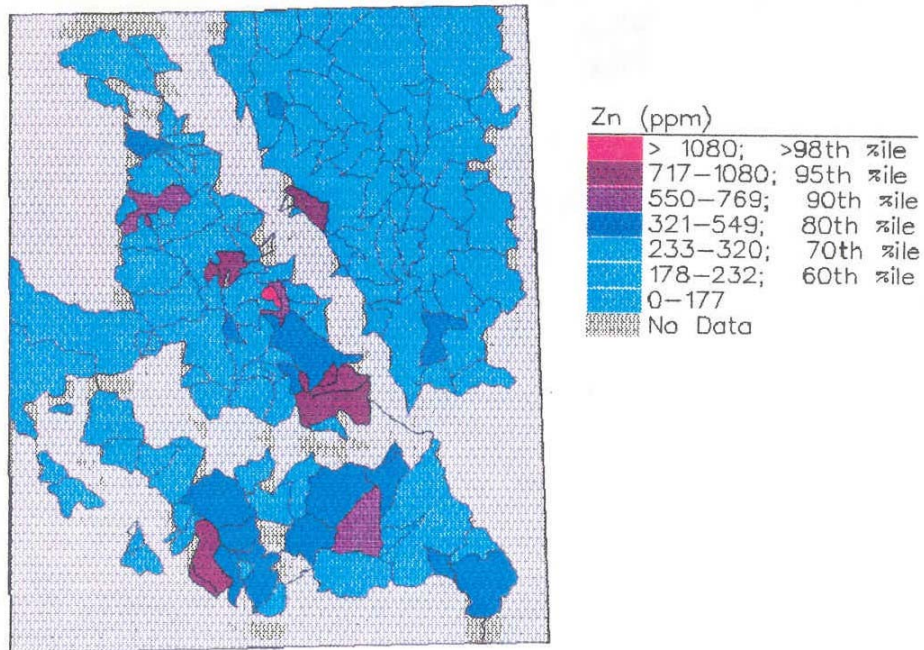 Zn (ppm)
> 1080; >98th %ile
717-1080; 95th %ile
550-769; 90th %ile
321-549; 80th %ile
233-320; 70th %ile
178-232; 60th %ile
0-177
No Data